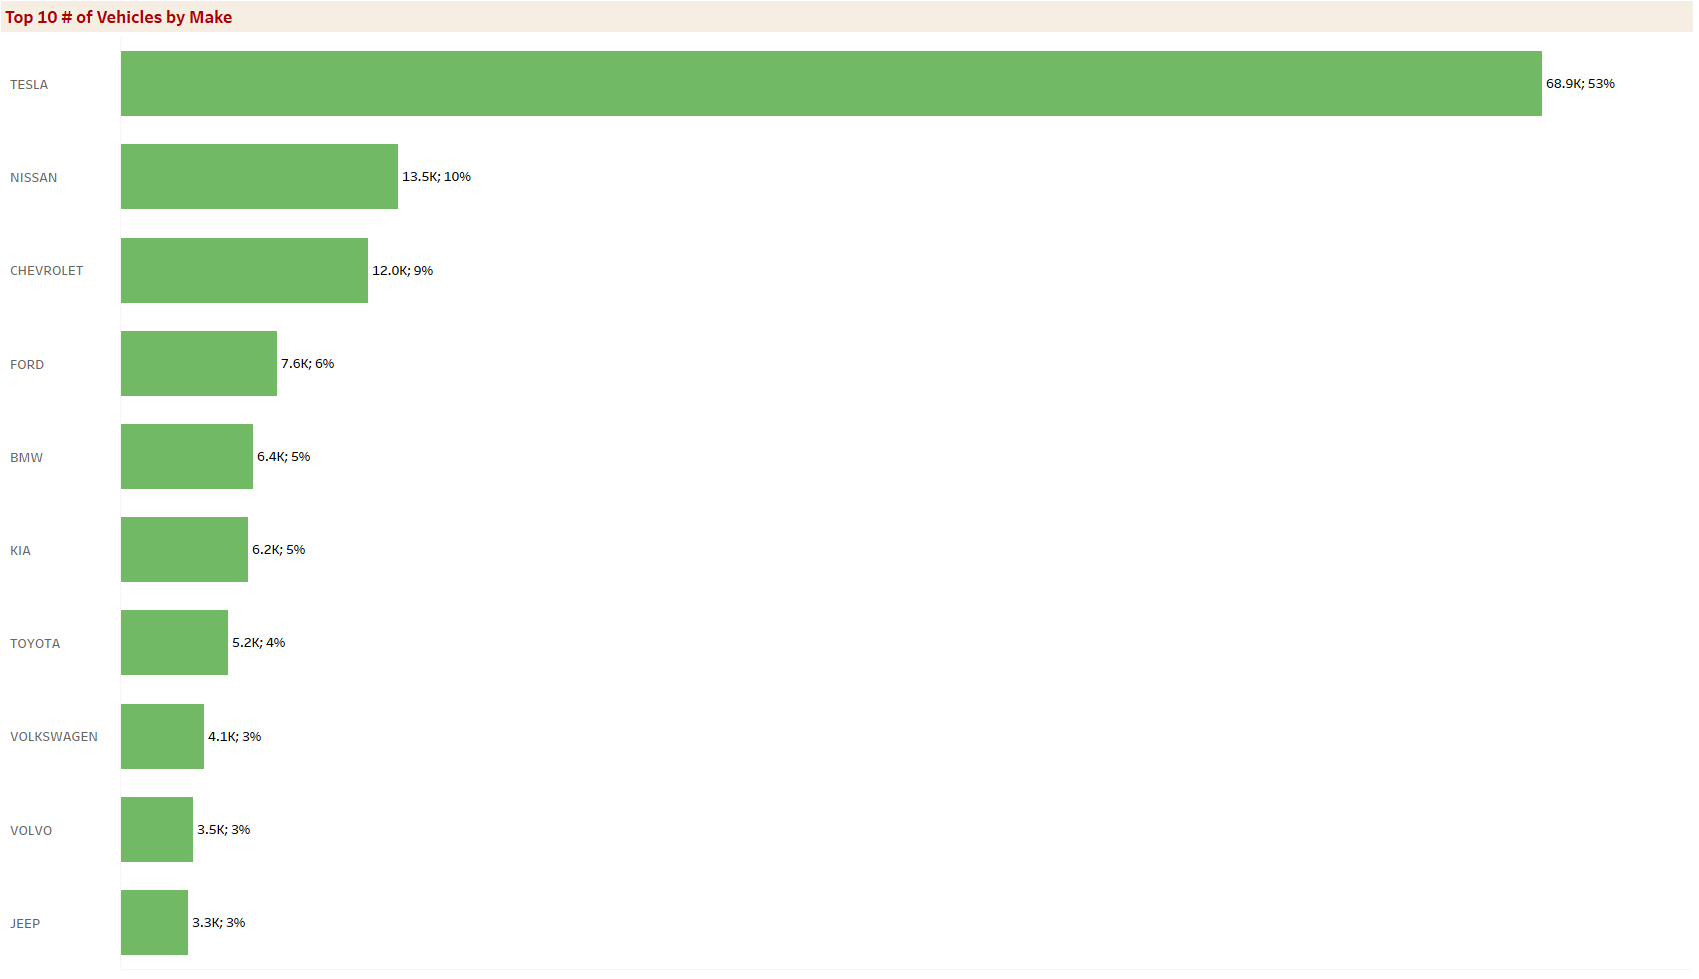 Top 10 # of Vehicles by Make
TESLA 68.9K; 53%
NISSAN 13.5K; 10%
CHEVROLET 12.0K; 9%
FORD 7.6K; 6%
BMW 6.4K; 5%
KIA 6.2K; 5%
TOYOTA 5.2K; 4%
VOLKSWAGEN 4.1K; 3%
VOLVO 3.5K; 3%
JEEP 3.3K; 3%